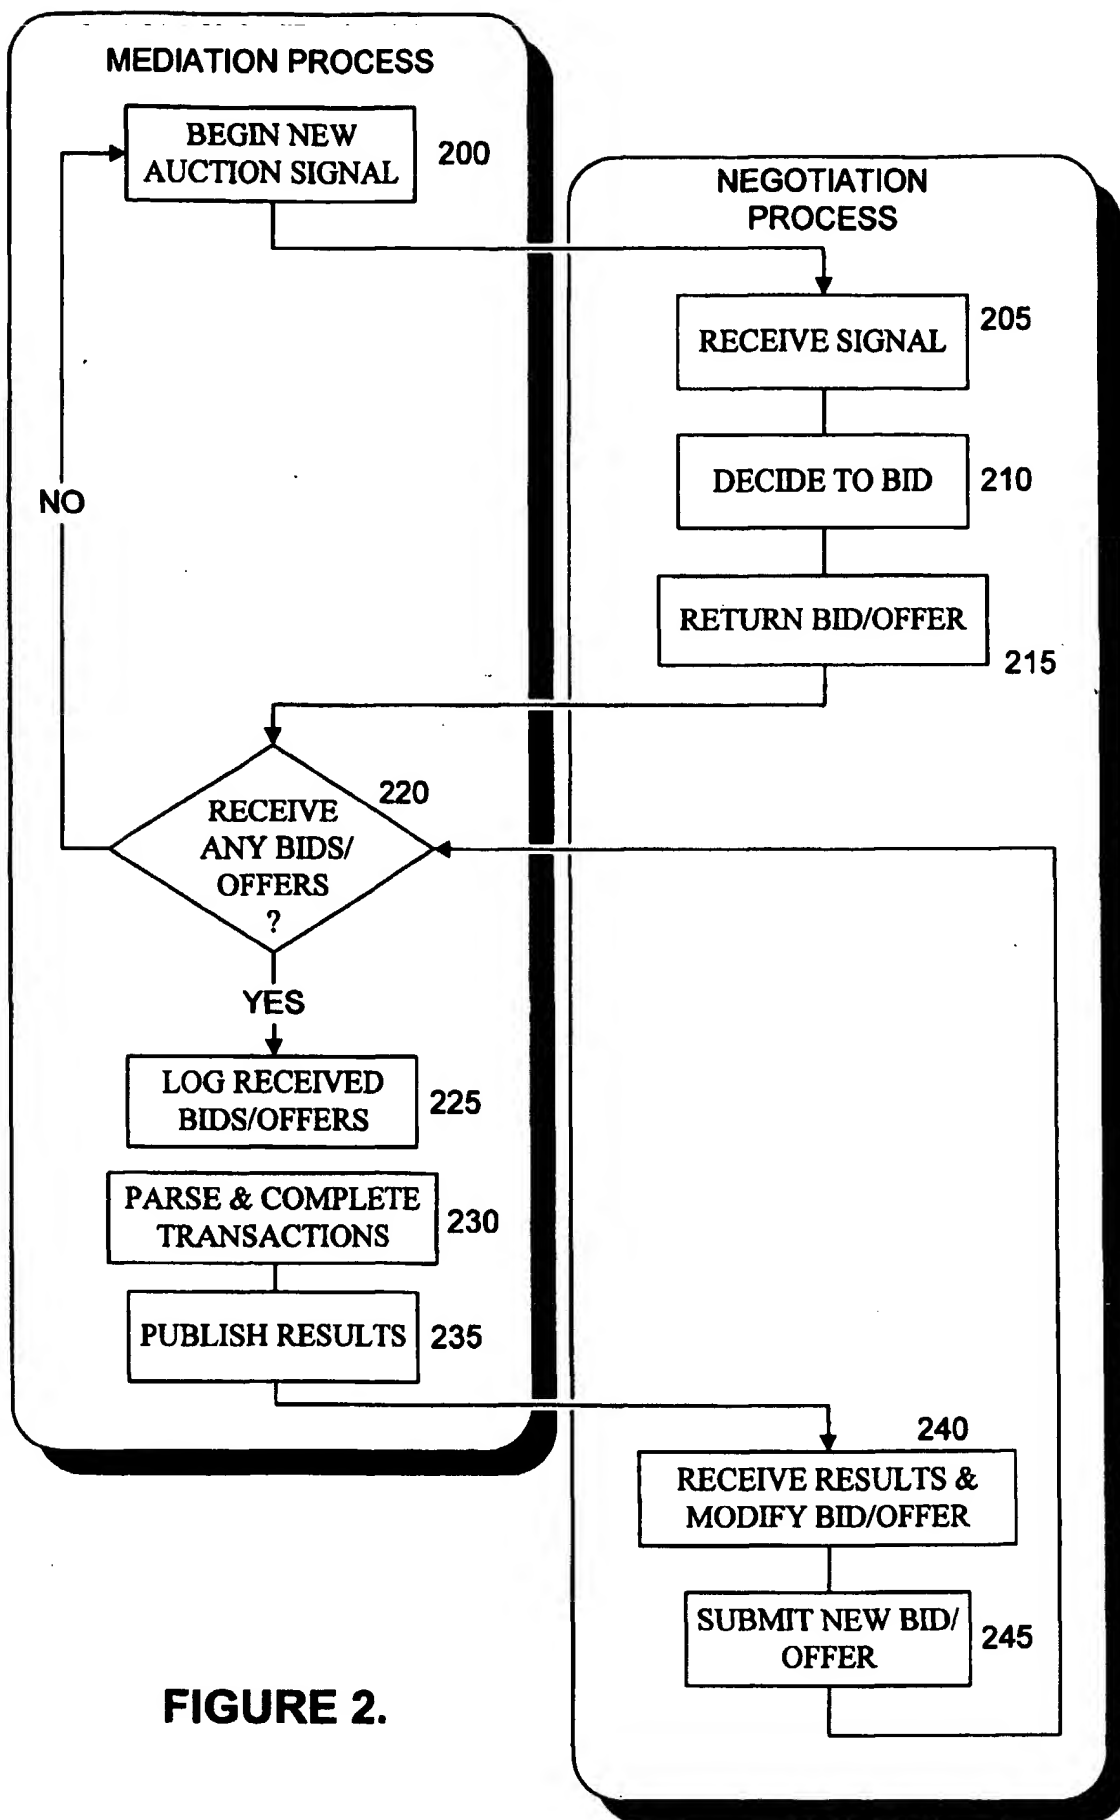 MEDIATION PROCESS
BEGIN NEW
AUCTION SIGNAL
200
NEGOTIATION
PROCESS
RECEIVE SIGNAL
205
DECIDE TO BID
210
RETURN BID/OFFER
215
NO
220
RECEIVE
ANY BIDS/
OFFERS
?
YES
LOG RECEIVED
BIDS/OFFERS
225
PARSE & COMPLETE
TRANSACTIONS
230
PUBLISH RESULTS
235
240
RECEIVE RESULTS &
MODIFY BID/OFFER
SUBMIT NEW BID/
OFFER
245
FIGURE 2.